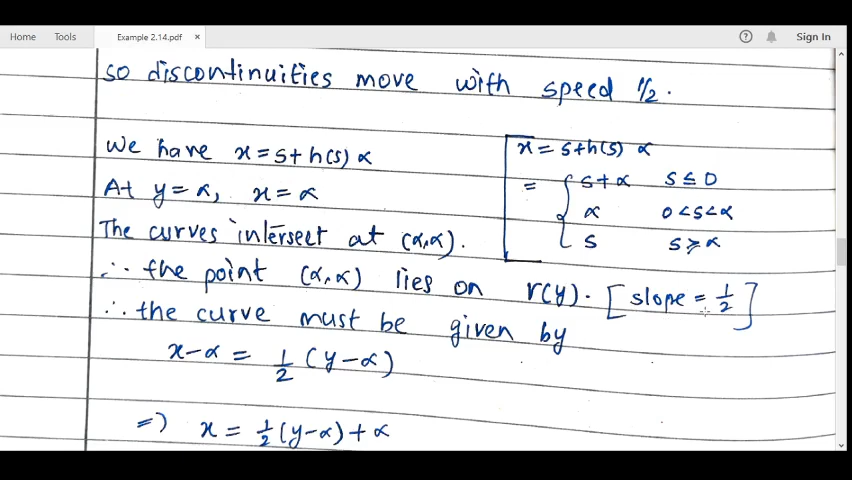 Home Tools Example 2.14.pdf × Sign In
so discontinuities move with speed 1/2.
We have x = s+h(s) α
At y = α, x = α
The curves intersect at (α,α).
∴ the point (α,α) lies on r(y). [slope = 1/2]
∴ the curve must be given by
x-α = 1/2 (y-α)
=> x = 1/2 (y-α) + α
x = s+h(s) α
= { s+α s ≤ 0
α 0 < s < α
s s ≥ α